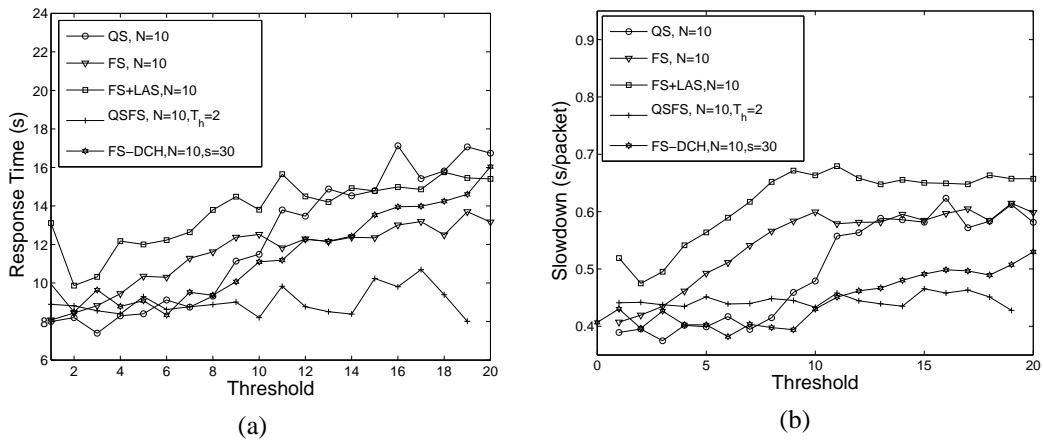 24
22
20
18
16
14
12
10
8
8
6
Response Time (s)
QS, N=10
FS, N=10
FS+LAS,N=10
QSFS, N=10,T_h=2
FS−DCH,N=10,s=30
2 4 6 8 10 12 14 16 18 20
Threshold
(a)
0.9
0.8
0.7
0.6
0.5
0.4
Slowdown (s/packet)
QS, N=10
FS, N=10
FS+LAS,N=10
QSFS, N=10,T_h=2
FS−DCH,N=10,s=30
0 5 10 15 20
Threshold
(b)